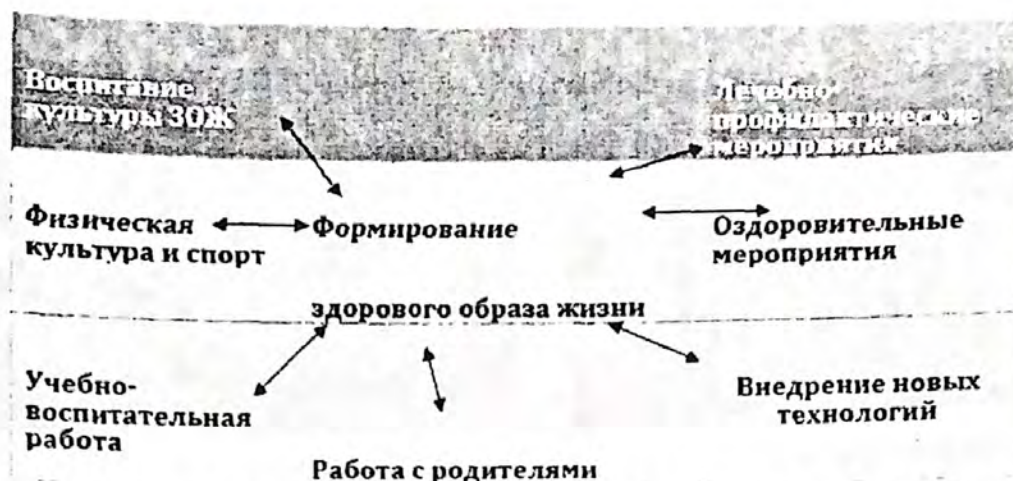 Воспитание
культуры ЗОЖ
Лечебно-
профилактические
мероприятия
Физическая
культура и спорт
Формирование
здорового образа жизни
Оздоровительные
мероприятия
Учебно-
воспитательная
работа
Работа с родителями
Внедрение новых
технологий